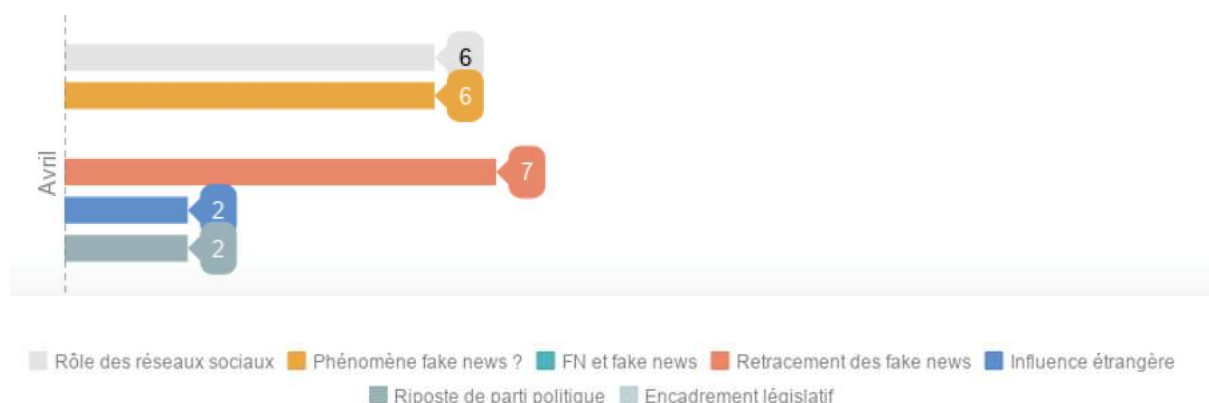 6
6
Avril
7
2
2
Rôle des réseaux sociaux Phénomène fake news ? FN et fake news Retracement des fake news Influence étrangère
Riposte de parti politique Encadrement législatif